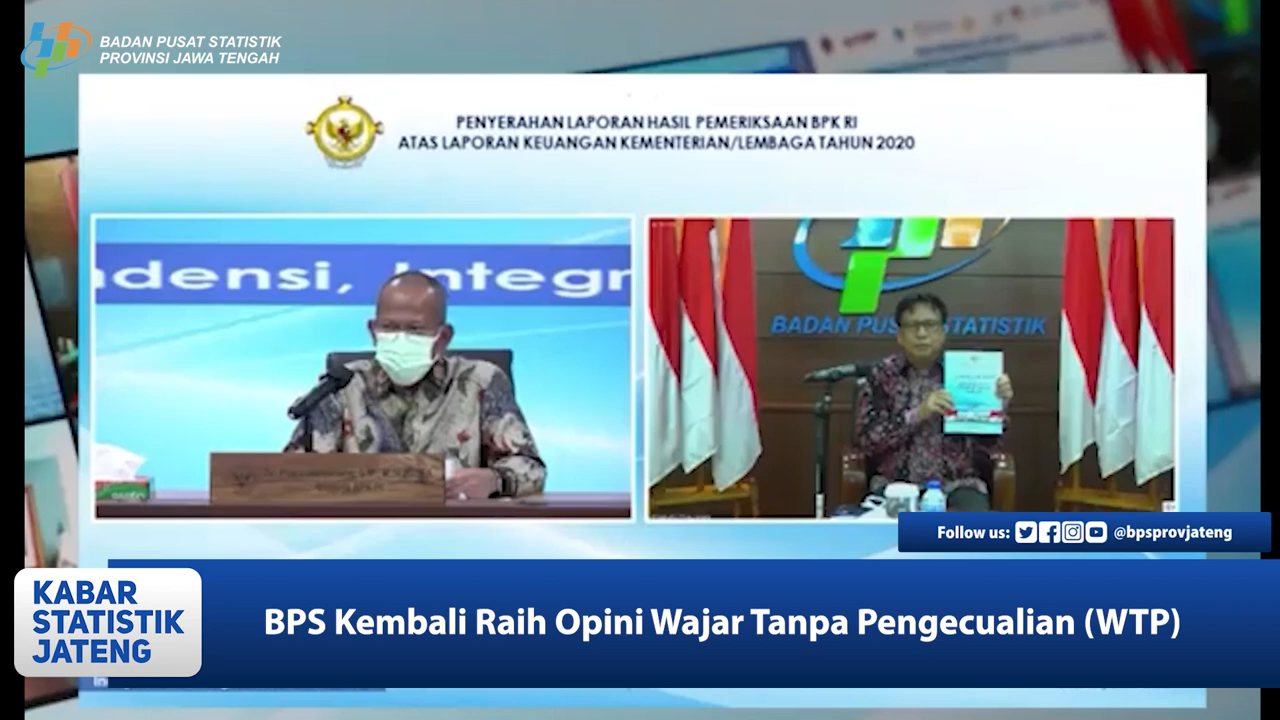 BADAN PUSAT STATISTIK
PROVINSI JAWA TENGAH
PENYERAHAN LAPORAN HASIL PEMERIKSAAN BPK RI
ATAS LAPORAN KEUANGAN KEMENTERIAN/LEMBAGA TAHUN 2020
ndensi, Integr
BADAN PUSAT STATISTIK
Follow us: @bpsprovjateng
KABAR
STATISTIK
JATENG
BPS Kembali Raih Opini Wajar Tanpa Pengecualian (WTP)